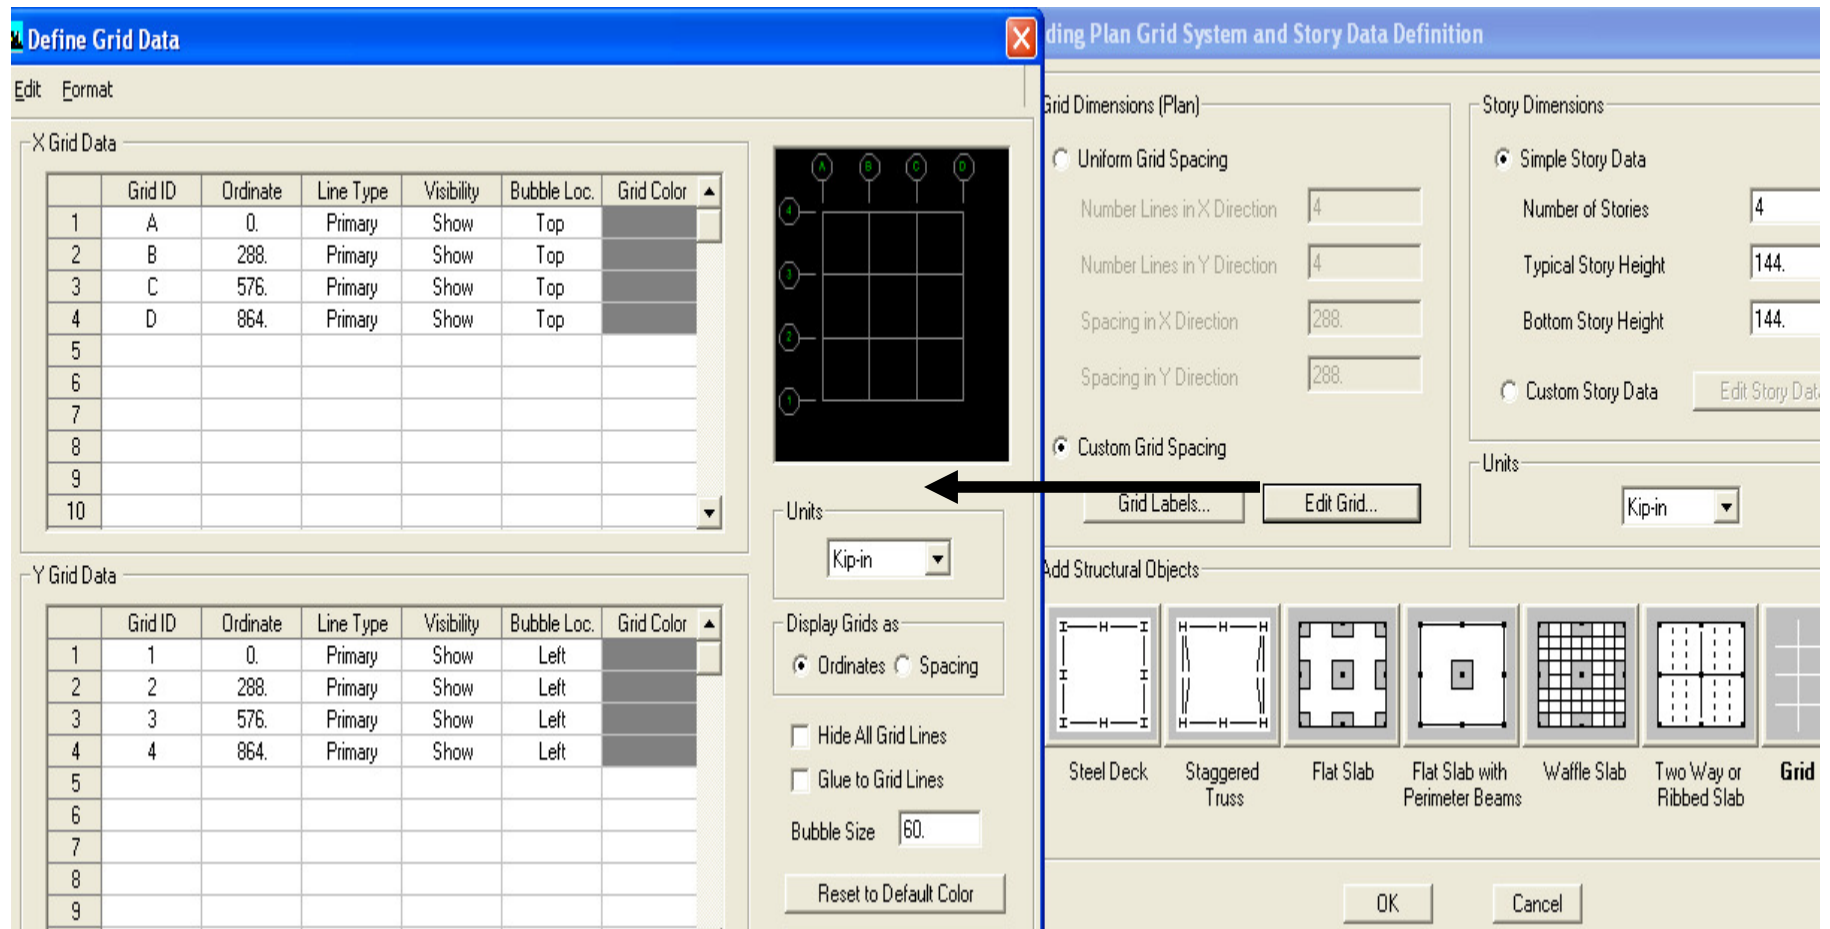 Define Grid Data
Edit Format
X Grid Data
Grid ID Ordinate Line Type Visibility Bubble Loc. Grid Color
1 A 0. Primary Show Top
2 B 288. Primary Show Top
3 C 576. Primary Show Top
4 D 864. Primary Show Top
5
6
7
8
9
10
Y Grid Data
Grid ID Ordinate Line Type Visibility Bubble Loc. Grid Color
1 1 0. Primary Show Left
2 2 288. Primary Show Left
3 3 576. Primary Show Left
4 4 864. Primary Show Left
5
6
7
8
9
A B C D
4
3
2
1
Units
Kip-in
Display Grids as
Ordinates Spacing
Hide All Grid Lines
Glue to Grid Lines
Bubble Size 60.
Reset to Default Color
ding Plan Grid System and Story Data Definition
Grid Dimensions (Plan)
Uniform Grid Spacing
Number Lines in X Direction 4
Number Lines in Y Direction 4
Spacing in X Direction 288.
Spacing in Y Direction 288.
Custom Grid Spacing
Grid Labels... Edit Grid...
Story Dimensions
Simple Story Data
Number of Stories 4
Typical Story Height 144.
Bottom Story Height 144.
Custom Story Data Edit Story Dat
Units
Kip-in
Add Structural Objects
Steel Deck
Staggered
Truss
Flat Slab
Flat Slab with
Perimeter Beams
Waffle Slab
Two Way or
Ribbed Slab
Grid
OK Cancel